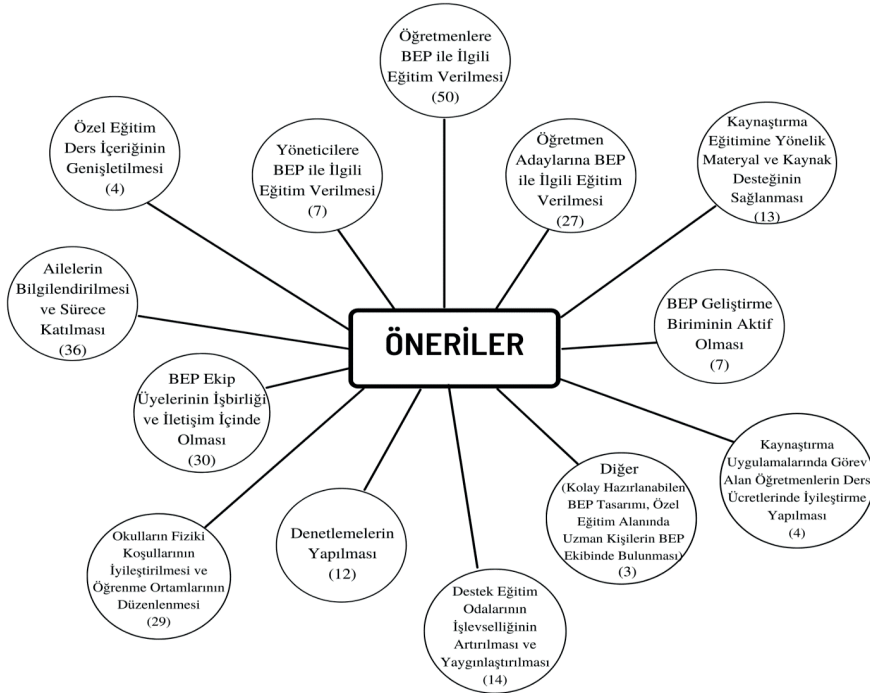 Öğretmenlere
BEP ile İlgili
Eğitim Verilmesi
(50)
Özel Eğitim
Ders İçeriğinin
Genişletilmesi
(4)
Yöneticilere
BEP ile İlgili
Eğitim Verilmesi
(7)
Öğretmen
Adaylarına BEP
ile İlgili Eğitim
Verilmesi
(27)
Kaynaştırma
Eğitimine Yönelik
Materyal ve Kaynak
Desteğinin
Sağlanması
(13)
Ailelerin
Bilgilendirilmesi
ve Sürece
Katılması
(36)
ÖNERİLER
BEP Geliştirme
Biriminin Aktif
Olması
(7)
BEP Ekip
Üyelerinin İşbirliği
ve İletişim İçinde
Olması
(30)
Kaynaştırma
Uygulamalarında Görev
Alan Öğretmenlerin Ders
Ücretlerinde İyileştirme
Yapılması
(4)
Okulların Fiziki
Koşullarının
İyileştirilmesi ve
Öğrenme Ortamlarının
Düzenlenmesi
(29)
Denetlemelerin
Yapılması
(12)
Destek Eğitim
Odalarının
İşlevselliğinin
Artırılması ve
Yaygınlaştırılması
(14)
Diğer
(Kolay Hazırlanabilen
BEP Tasarımı, Özel
Eğitim Alanında
Uzman Kişilerin BEP
Ekibinde Bulunması)
(3)